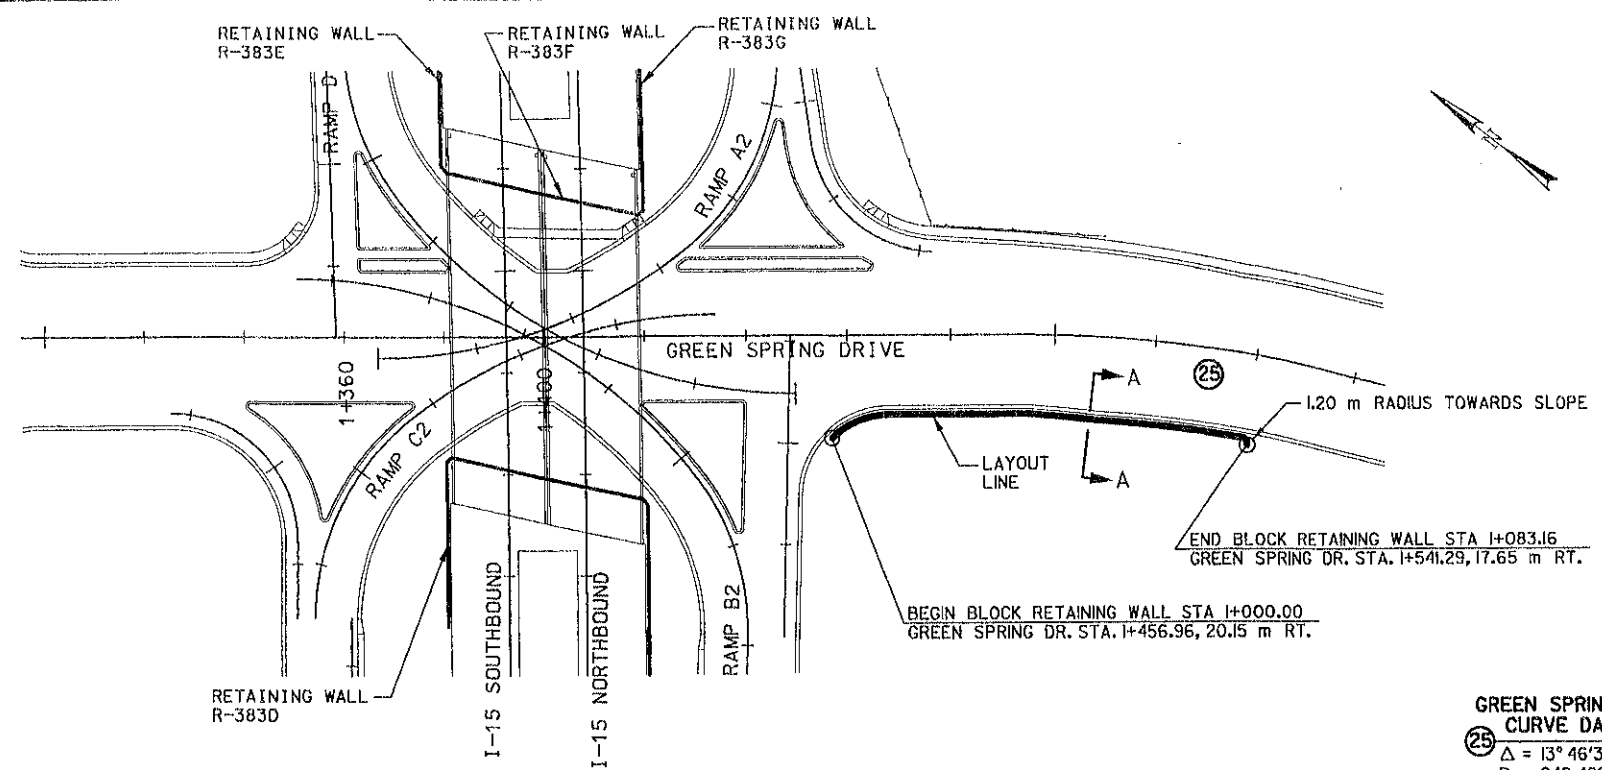 RETAINING WALL
R-383E
RETAINING WALL
R-383F
RETAINING WALL
R-383G
RAMP D
RAMP A2
N
GREEN SPRING DRIVE
1+360
25
A
1.20 m RADIUS TOWARDS SLOPE
RAMP C2
LAYOUT
LINE
A
END BLOCK RETAINING WALL STA 1+083.16
GREEN SPRING DR. STA. 1+541.29, 17.65 m RT.
BEGIN BLOCK RETAINING WALL STA 1+000.00
GREEN SPRING DR. STA. 1+456.96, 20.15 m RT.
RAMP B2
I-15 SOUTHBOUND
I-15 NORTHBOUND
RETAINING WALL
R-383D
GREEN SPRIN
CURVE DA
25
Δ = 13° 46'3